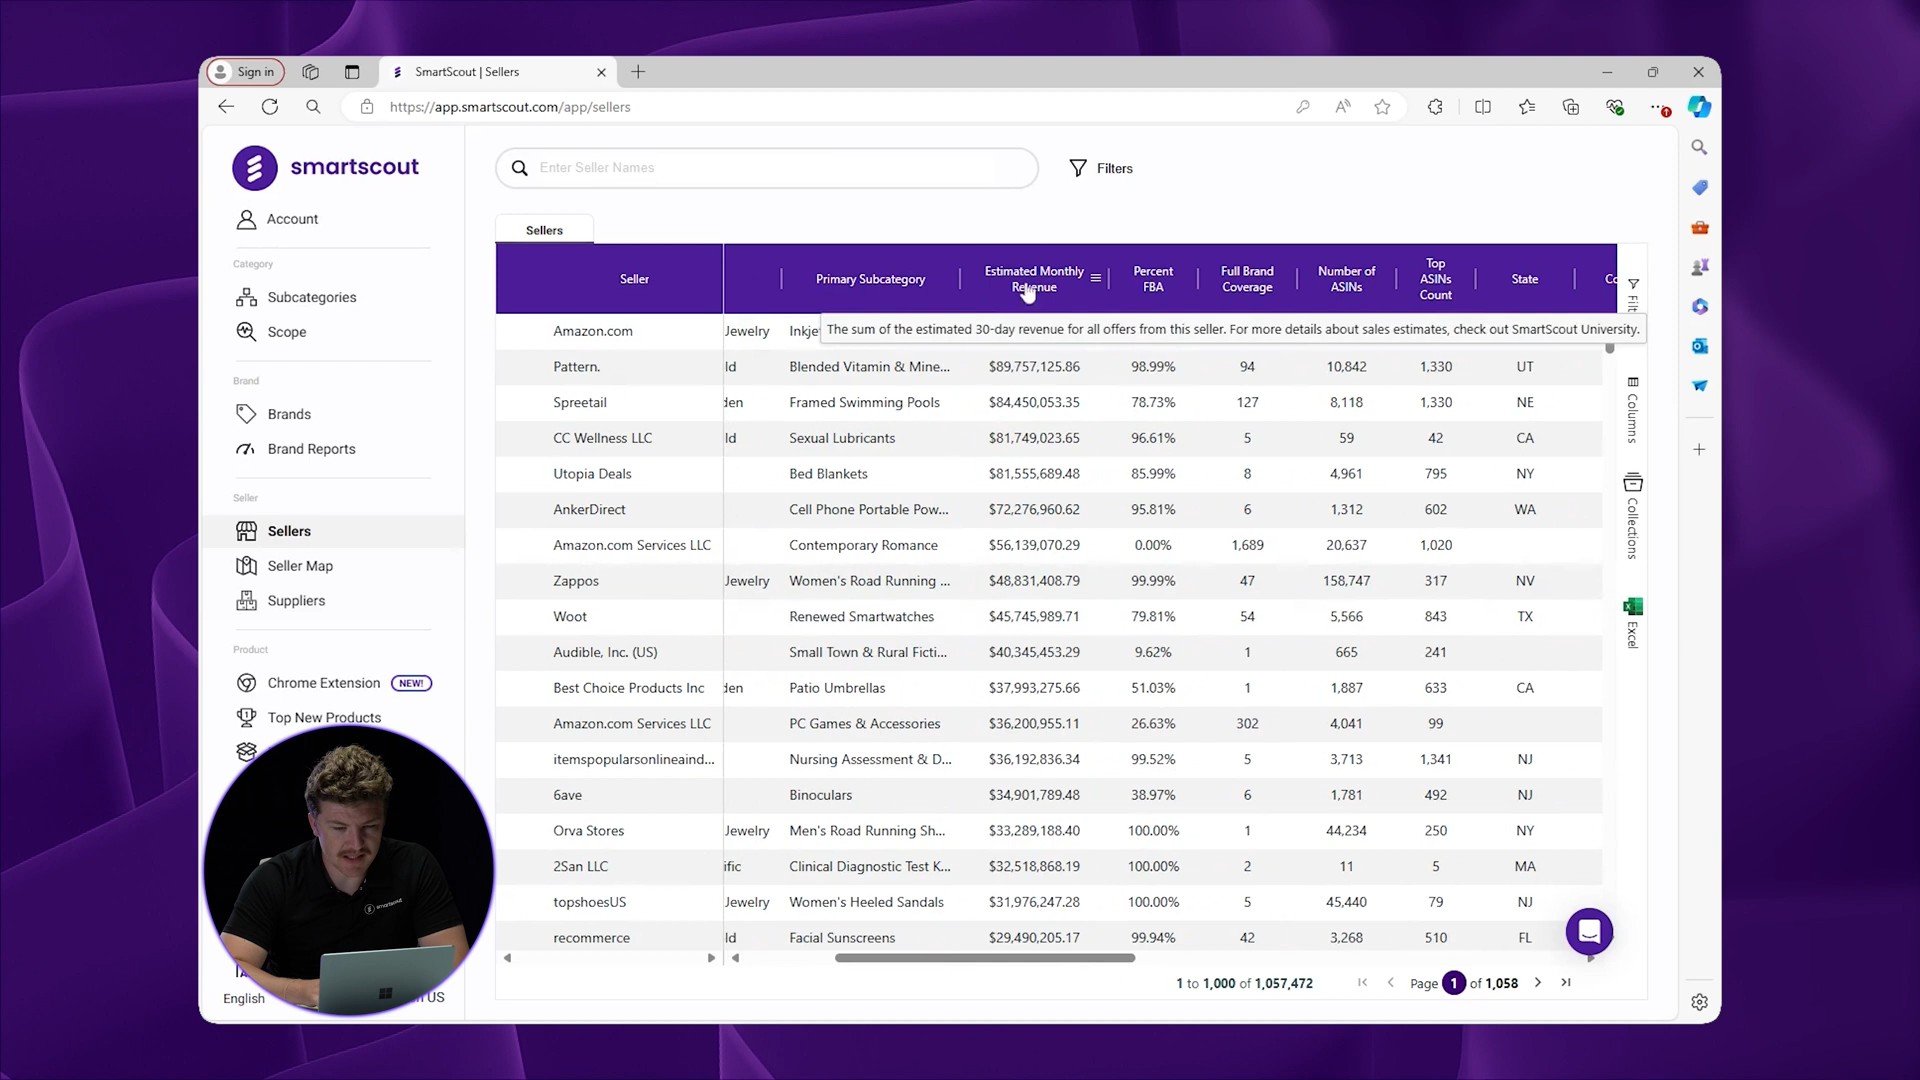 Sign in
SmartScout | Sellers
https://app.smartscout.com/app/sellers
smartscout
Account
Category
Subcategories
Scope
Brand
Brands
Brand Reports
Seller
Sellers
Seller Map
Suppliers
Product
Chrome Extension NEW!
Top New Products
English
US
Enter Seller Names
Filters
Sellers
Seller Primary Subcategory Estimated Monthly Revenue Percent FBA Full Brand Coverage Number of ASINs Top ASINs Count State Co
Amazon.com Jewelry Inkje
The sum of the estimated 30-day revenue for all offers from this seller. For more details about sales estimates, check out SmartScout University.
Pattern. ld Blended Vitamin & Mine... $89,757,125.86 98.99% 94 10,842 1,330 UT
Spreetail den Framed Swimming Pools $84,450,053.35 78.73% 127 8,118 1,330 NE
CC Wellness LLC ld Sexual Lubricants $81,749,023.65 96.61% 5 59 42 CA
Utopia Deals Bed Blankets $81,555,689.48 85.99% 8 4,961 795 NY
AnkerDirect Cell Phone Portable Pow... $72,276,960.62 95.81% 6 1,312 602 WA
Amazon.com Services LLC Contemporary Romance $56,139,070.29 0.00% 1,689 20,637 1,020
Zappos Jewelry Women's Road Running ... $48,831,408.79 99.99% 47 158,747 317 NV
Woot Renewed Smartwatches $45,745,989.71 79.81% 54 5,566 843 TX
Audible, Inc. (US) Small Town & Rural Ficti... $40,345,453.29 9.62% 1 665 241
Best Choice Products Inc den Patio Umbrellas $37,993,275.66 51.03% 1 1,887 633 CA
Amazon.com Services LLC PC Games & Accessories $36,200,955.11 26.63% 302 4,041 99
itemspopularsonlineaind... Nursing Assessment & D... $36,192,836.34 99.52% 5 3,713 1,341 NJ
6ave Binoculars $34,901,789.48 38.97% 6 1,781 492 NJ
Orva Stores Jewelry Men's Road Running Sh... $33,289,188.40 100.00% 1 44,234 250 NY
2San LLC ific Clinical Diagnostic Test K... $32,518,868.19 100.00% 2 11 5 MA
topshoesUS Jewelry Women's Heeled Sandals $31,976,247.28 100.00% 5 45,440 79 NJ
recommerce ld Facial Sunscreens $29,490,205.17 99.94% 42 3,268 510 FL
1 to 1,000 of 1,057,472 Page 1 of 1,058
Filt
Columns
Collections
Excel
smartscout